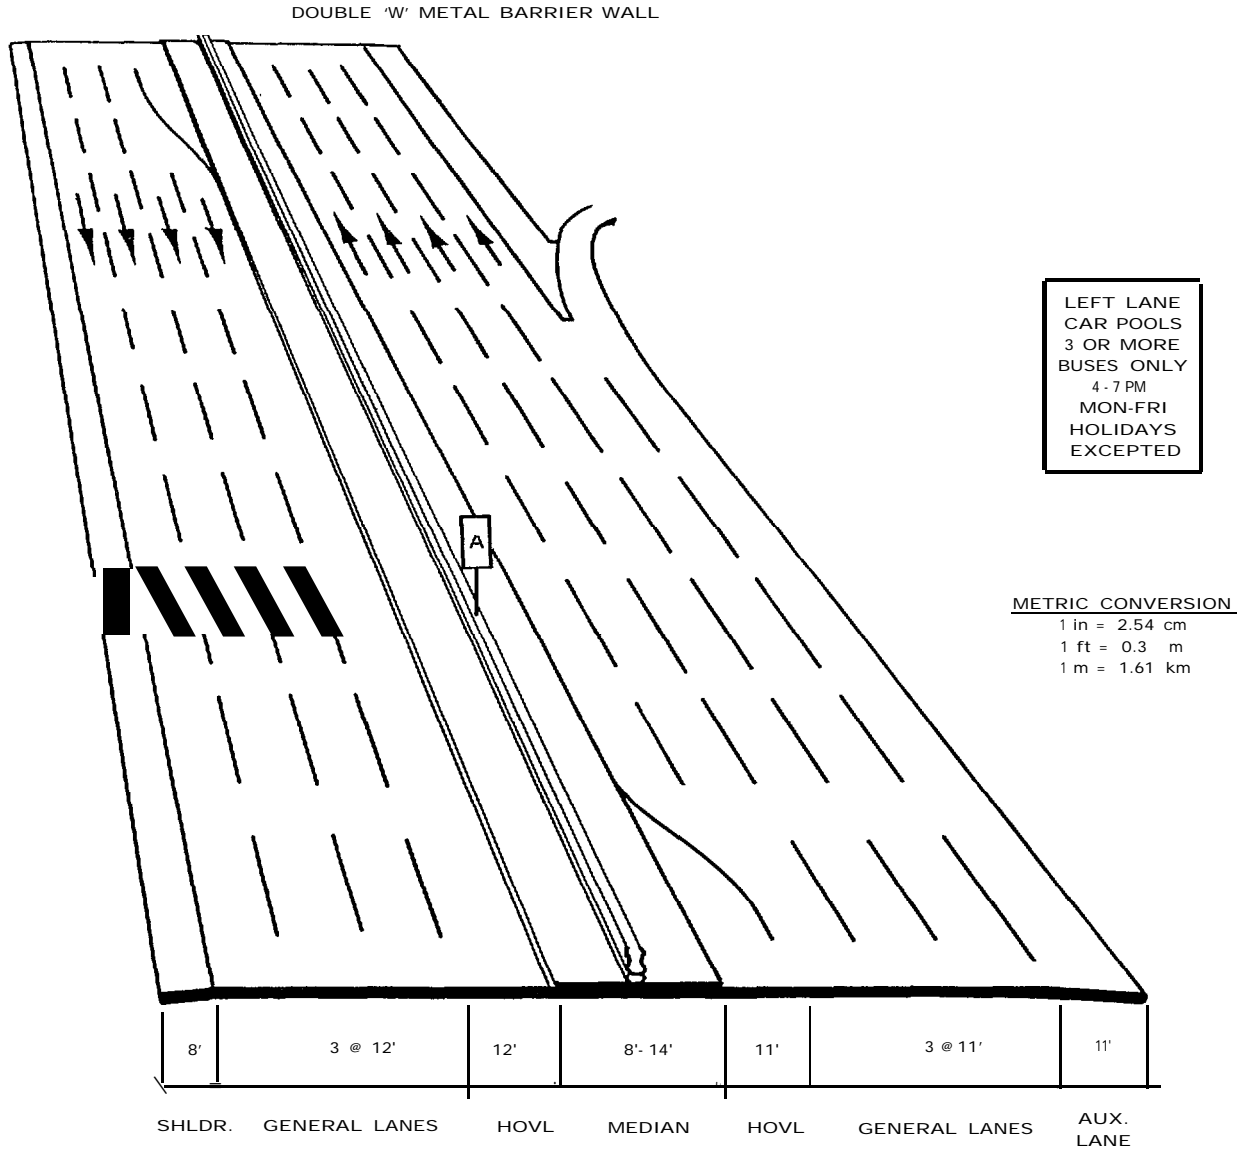 DOUBLE 'W' METAL BARRIER WALL
LEFT LANE
CAR POOLS
3 OR MORE
BUSES ONLY
4 - 7 PM
MON-FRI
HOLIDAYS
EXCEPTED
A
METRIC CONVERSION
1 in = 2.54 cm
1 ft = 0.3 m
1 m = 1.61 km
8' 3 @ 12' 12' 8'- 14' 11' 3 @ 11' 11'
SHLDR. GENERAL LANES HOVL MEDIAN HOVL GENERAL LANES AUX.
LANE